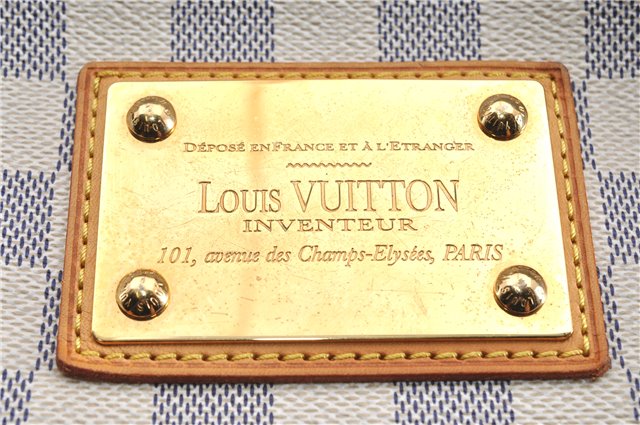 DÉPOSÉ EN FRANCE ET À L'ETRANGER
LOUIS VUITTON
INVENTEUR
101, avenue des Champs-Elysées, PARIS